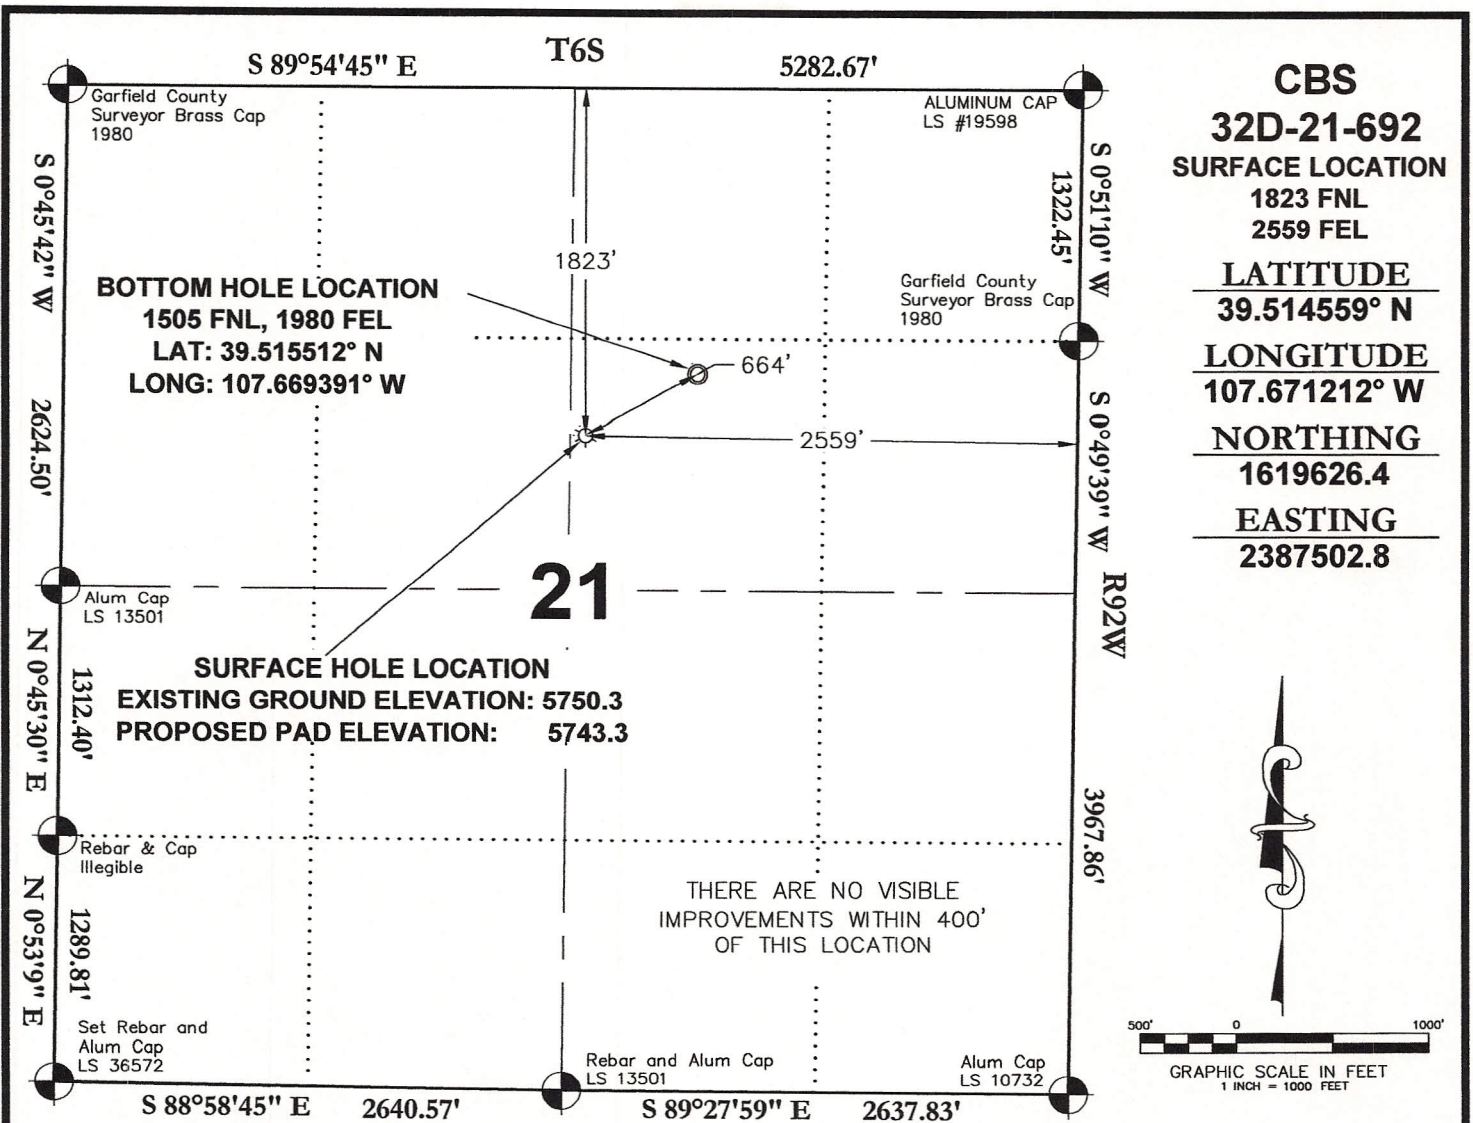 T6S
S 89°54'45" E
5282.67'
Garfield County
Surveyor Brass Cap
1980
ALUMINUM CAP
LS #19598
S 0°45'42" W
2624.50'
S 0°51'10" W
1322.45'
1823'
BOTTOM HOLE LOCATION
1505 FNL, 1980 FEL
LAT: 39.515512° N
LONG: 107.669391° W
Garfield County
Surveyor Brass Cap
1980
664'
2559'
S 0°49'39" W
3967.86'
R92W
21
Alum Cap
LS 13501
N 0°45'30" E
1312.40'
SURFACE HOLE LOCATION
EXISTING GROUND ELEVATION: 5750.3
PROPOSED PAD ELEVATION: 5743.3
Rebar & Cap
Illegible
N 0°53'9" E
1289.81'
THERE ARE NO VISIBLE
IMPROVEMENTS WITHIN 400'
OF THIS LOCATION
Set Rebar and
Alum Cap
LS 36572
Rebar and Alum Cap
LS 13501
Alum Cap
LS 10732
S 88°58'45" E
2640.57'
S 89°27'59" E
2637.83'
CBS
32D-21-692
SURFACE LOCATION
1823 FNL
2559 FEL
LATITUDE
39.514559° N
LONGITUDE
107.671212° W
NORTHING
1619626.4
EASTING
2387502.8
500' 0 1000'
GRAPHIC SCALE IN FEET
1 INCH = 1000 FEET